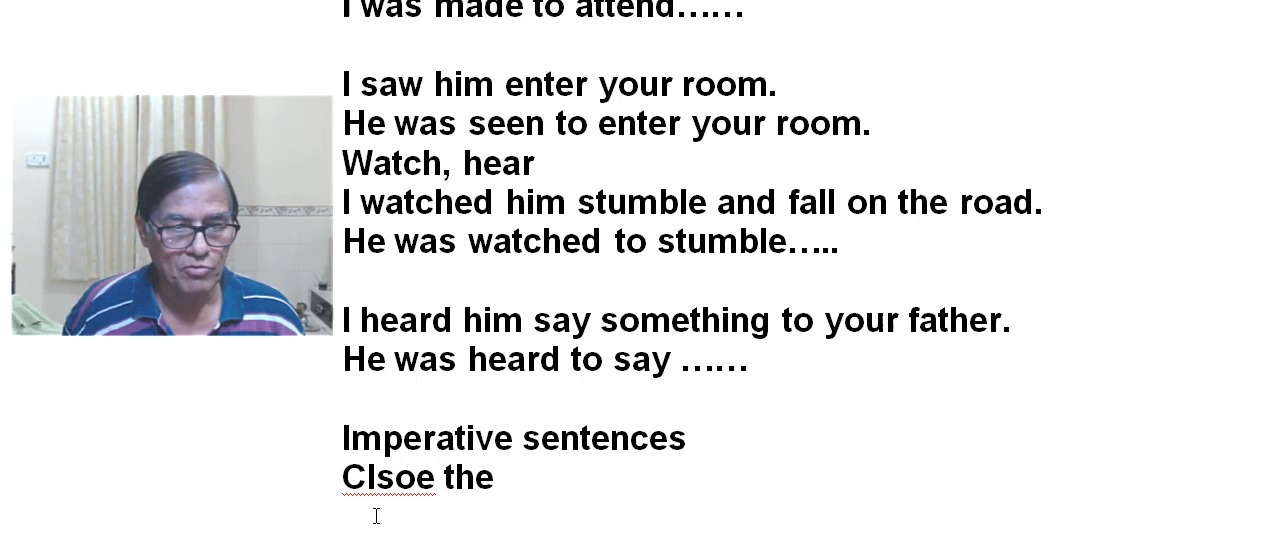 I was made to attend……
I saw him enter your room.
He was seen to enter your room.
Watch, hear
I watched him stumble and fall on the road.
He was watched to stumble…..
I heard him say something to your father.
He was heard to say ……
Imperative sentences
Clsoe the